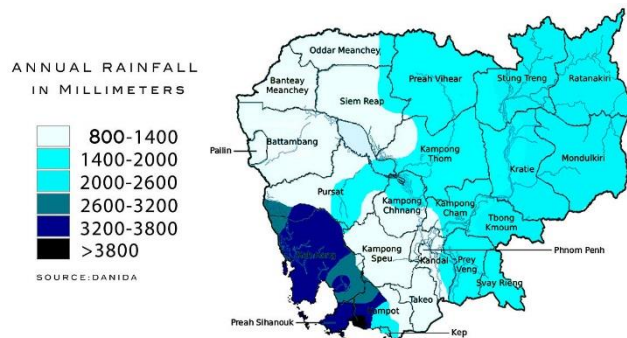 ANNUAL RAINFALL
IN MILLIMETERS
800-1400
1400-2000
2000-2600
2600-3200
3200-3800
>3800
SOURCE:DANIDA
Oddar Meanchey
Banteay
Meanchey
Preah Vihear
Stung Treng
Ratanakiri
Siem Reap
Battambang
Pailin
Kampong
Thom
Kratie
Mondulkiri
Pursat
Kampong
Chhnang
Kampong
Cham
Tbong
Kmoum
Kampong
Speu
Phnom Penh
Kandal
Prey
Veng
Svay Rieng
Takeo
Preah Sihanouk
Kep